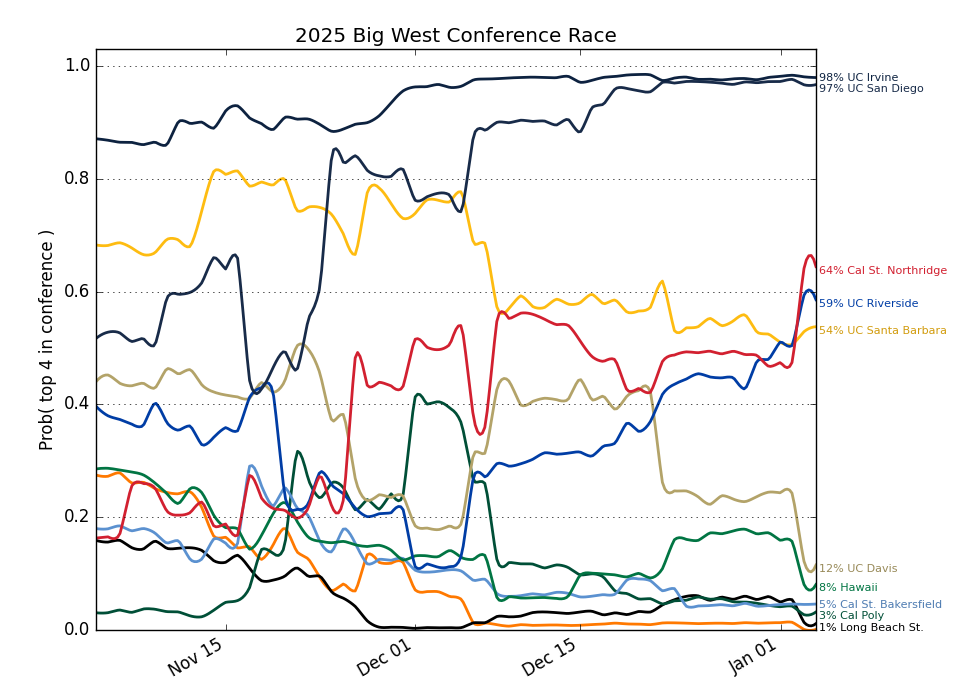 2025 Big West Conference Race
Prob( top 4 in conference )
1.0
0.8
0.6
0.4
0.2
0.0
Nov 15
Dec 01
Dec 15
Jan 01
98% UC Irvine
97% UC San Diego
64% Cal St. Northridge
59% UC Riverside
54% UC Santa Barbara
12% UC Davis
8% Hawaii
5% Cal St. Bakersfield
3% Cal Poly
1% Long Beach St.